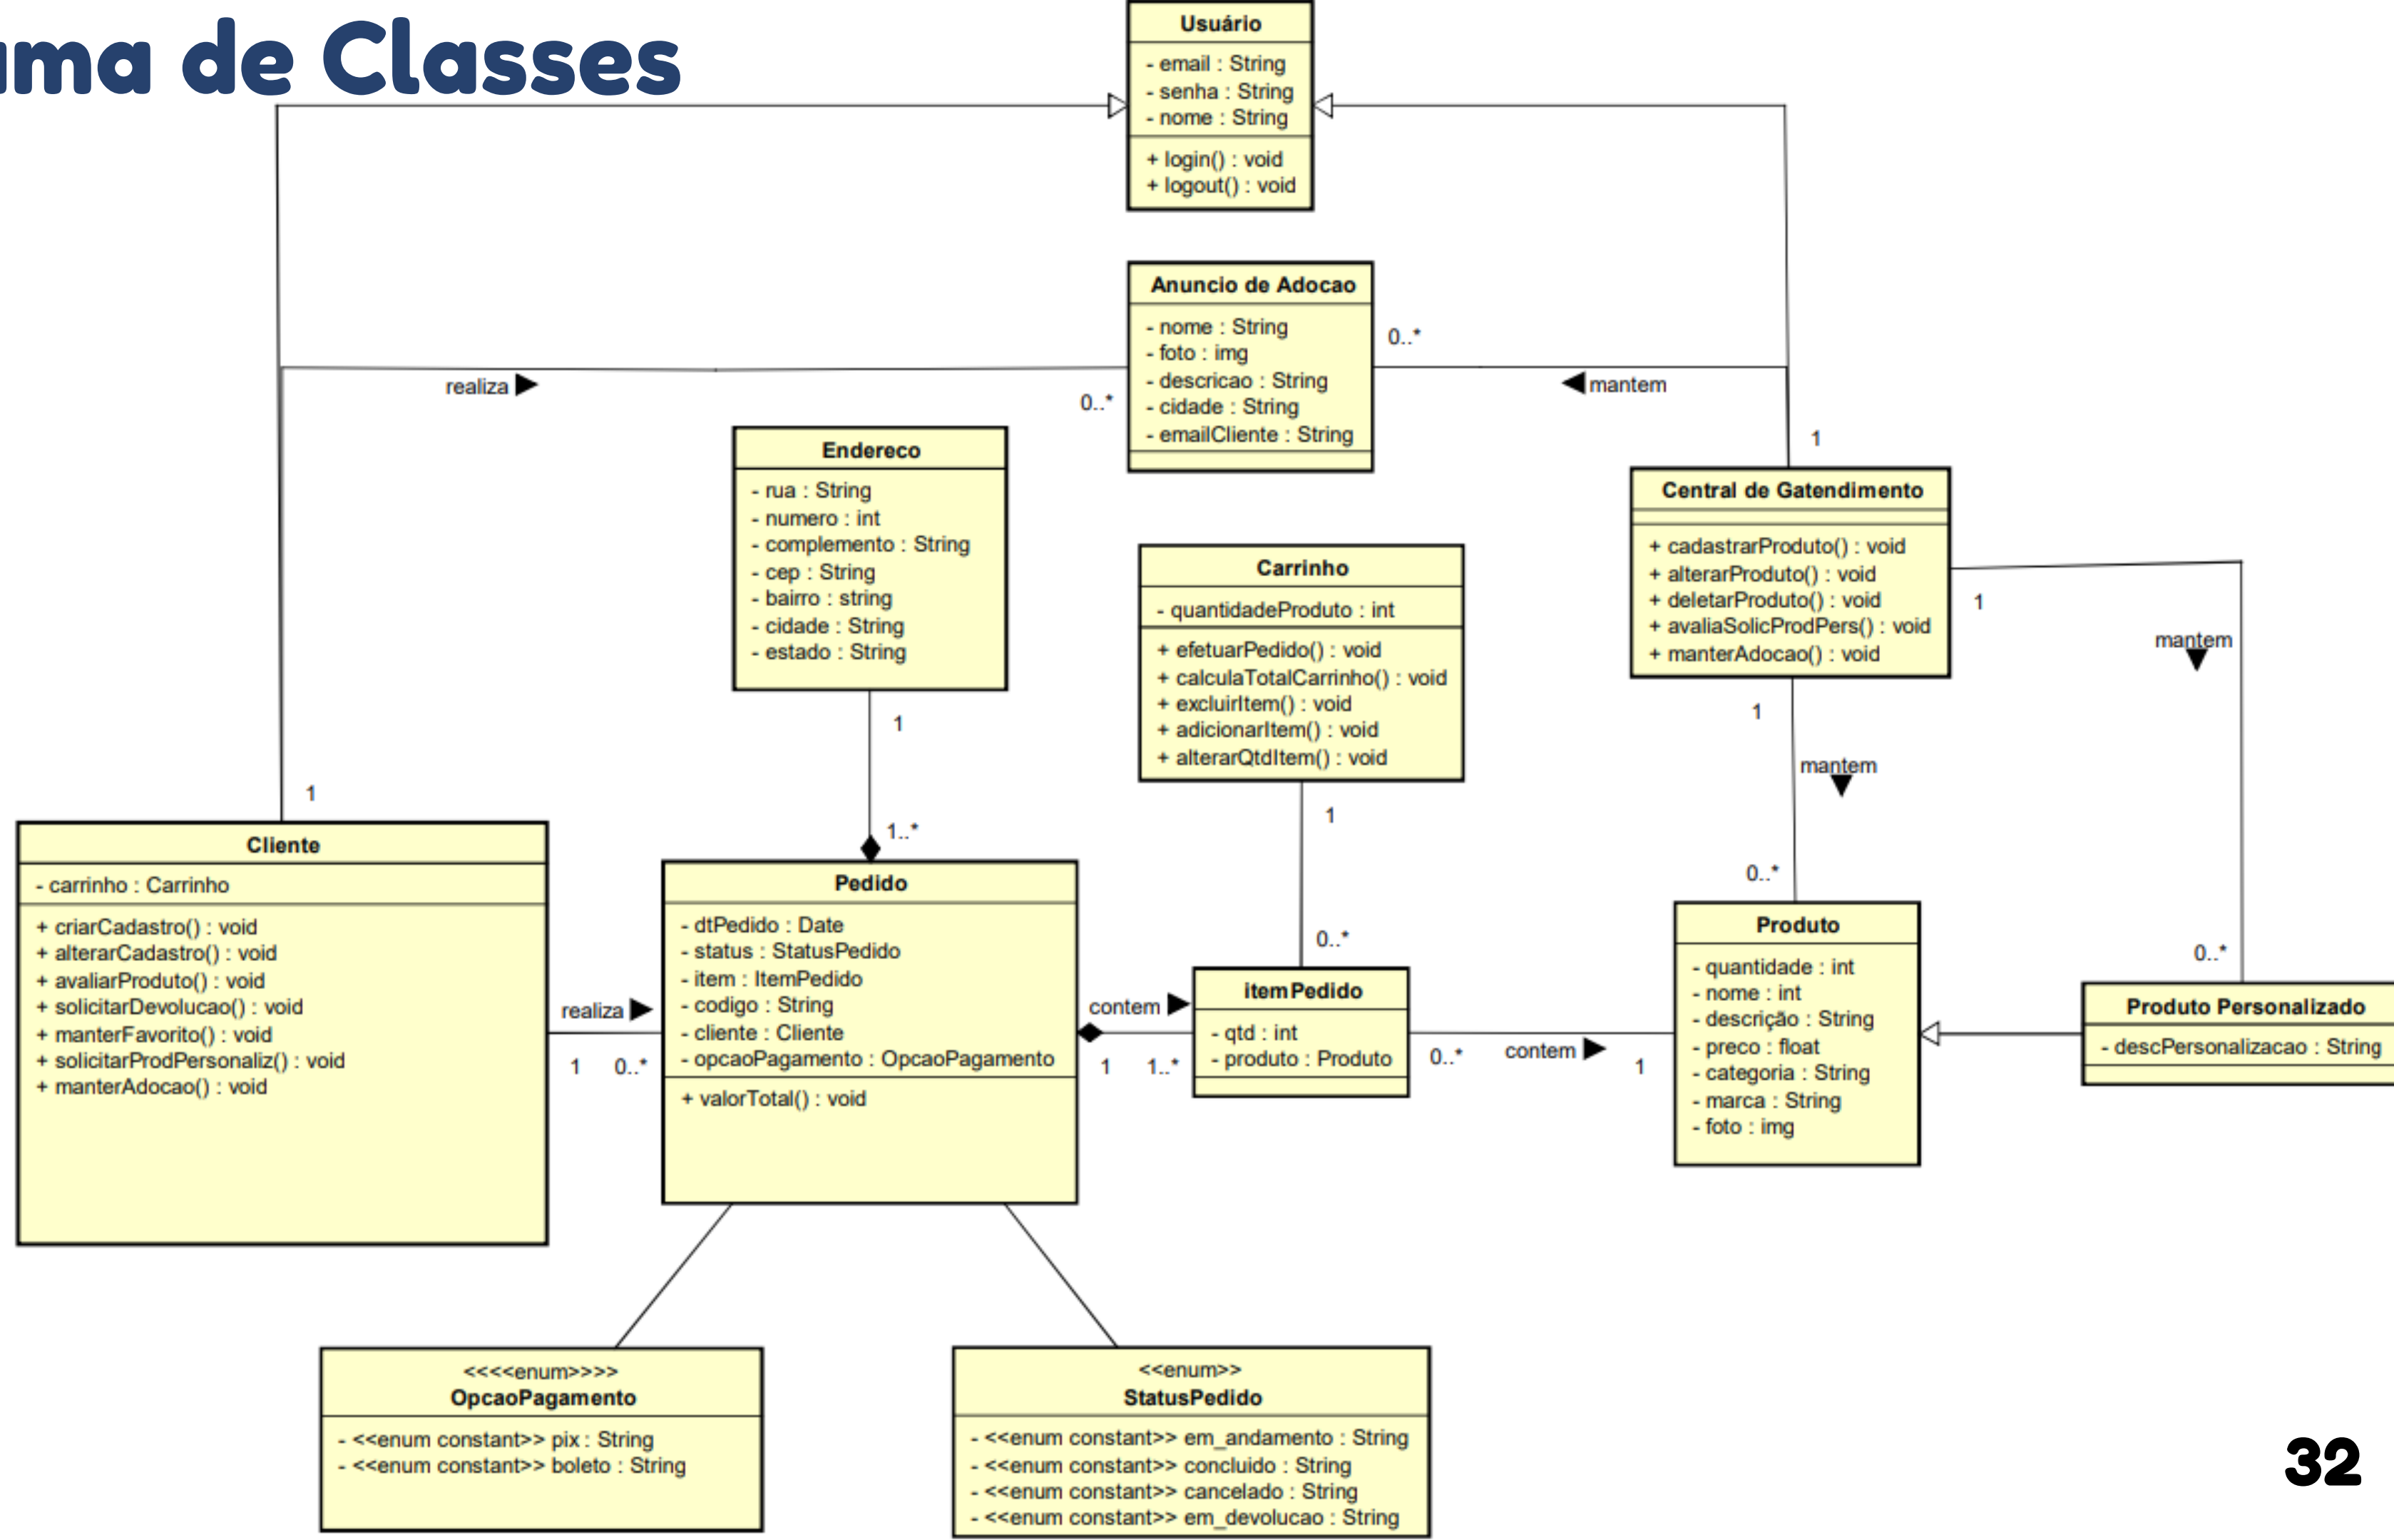 ama de Classes
Usuário
- email : String
- senha : String
- nome : String
+ login() : void
+ logout() : void
Anuncio de Adocao
- nome : String
- foto : img
- descricao : String
- cidade : String
- emailCliente : String
0..*
realiza
0..*
mantem
1
Endereco
- rua : String
- numero : int
- complemento : String
- cep : String
- bairro : string
- cidade : String
- estado : String
1
1..*
Carrinho
- quantidadeProduto : int
+ efetuarPedido() : void
+ calculaTotalCarrinho() : void
+ excluirItem() : void
+ adicionarItem() : void
+ alterarQtdItem() : void
1
0..*
Central de Gatendimento
+ cadastrarProduto() : void
+ alterarProduto() : void
+ deletarProduto() : void
+ avaliaSolicProdPers() : void
+ manterAdocao() : void
1
mantem
1
mantem
0..*
0..*
1
Cliente
- carrinho : Carrinho
+ criarCadastro() : void
+ alterarCadastro() : void
+ avaliarProduto() : void
+ solicitarDevolucao() : void
+ manterFavorito() : void
+ solicitarProdPersonaliz() : void
+ manterAdocao() : void
realiza
1
0..*
Pedido
- dtPedido : Date
- status : StatusPedido
- item : ItemPedido
- codigo : String
- cliente : Cliente
- opcaoPagamento : OpcaoPagamento
+ valorTotal() : void
contem
1
1..*
itemPedido
- qtd : int
- produto : Produto
0..*
contem
1
Produto
- quantidade : int
- nome : int
- descrição : String
- preco : float
- categoria : String
- marca : String
- foto : img
Produto Personalizado
- descPersonalizacao : String
<<<<enum>>>>
OpcaoPagamento
- <<enum constant>> pix : String
- <<enum constant>> boleto : String
<<enum>>
StatusPedido
- <<enum constant>> em_andamento : String
- <<enum constant>> concluido : String
- <<enum constant>> cancelado : String
- <<enum constant>> em_devolucao : String
32